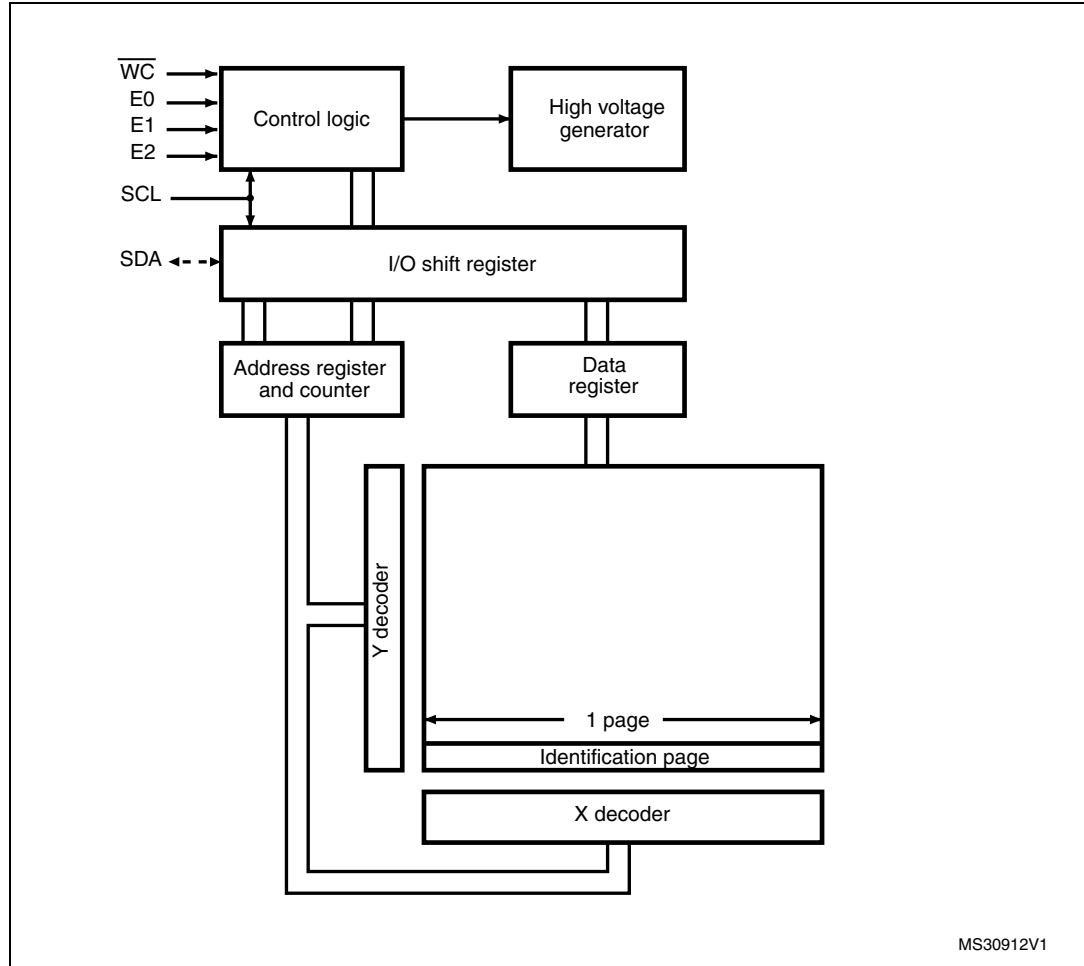 W̅C̅
E0
E1
E2
SCL
SDA
Control logic
High voltage
generator
I/O shift register
Address register
and counter
Data
register
Y decoder
1 page
Identification page
X decoder
MS30912V1